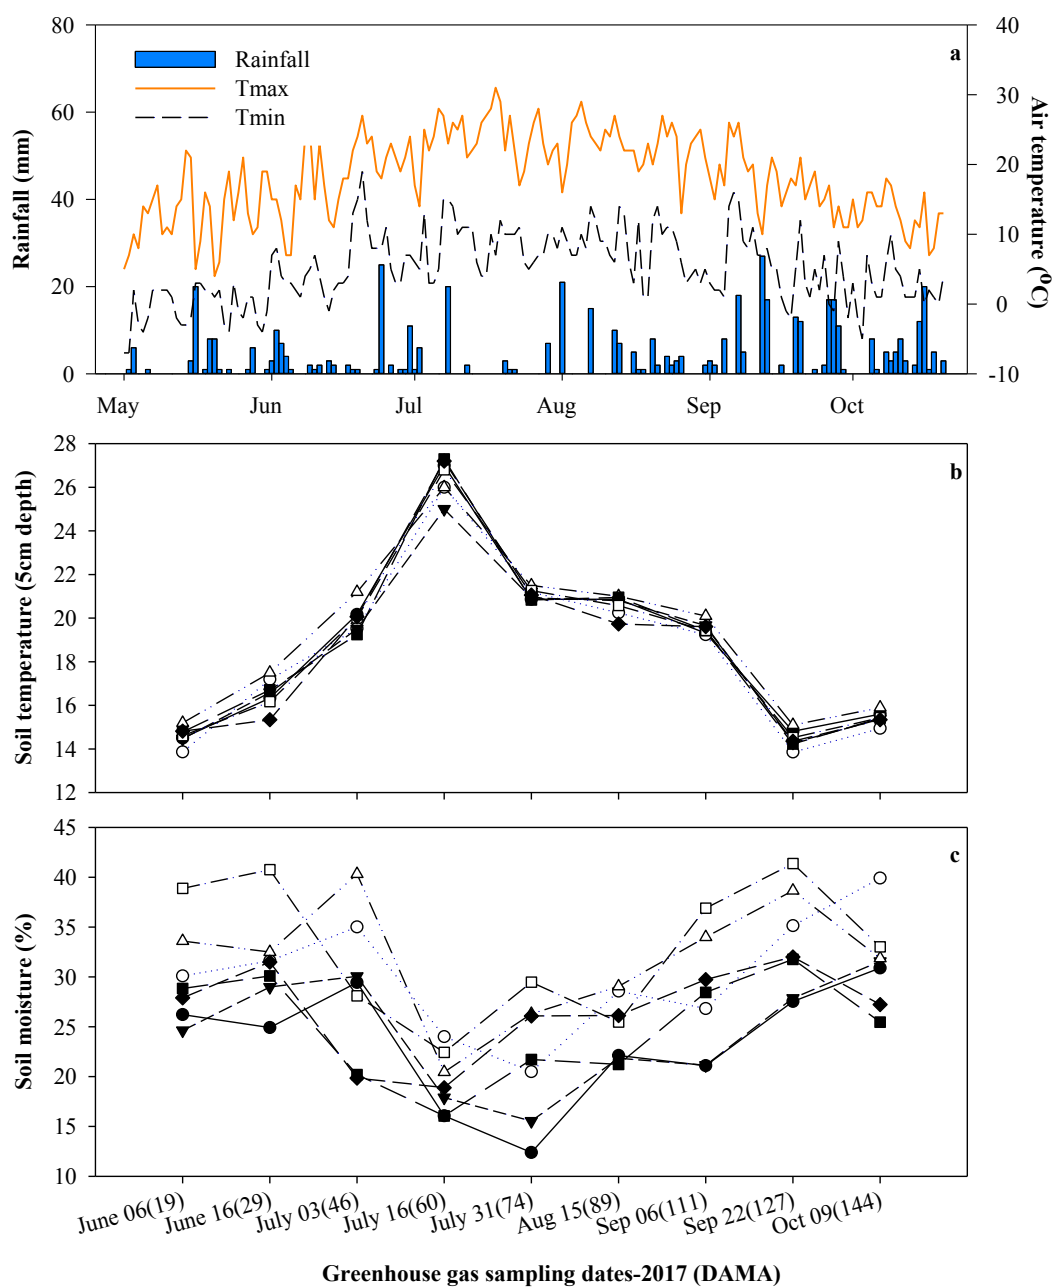 80
60
40
20
0
Rainfall (mm)
Rainfall
Tmax
Tmin
a
40
30
20
10
0
-10
Air temperature (⁰C)
May
Jun
Jul
Aug
Sep
Oct
28
26
24
22
20
18
16
14
12
Soil temperature (5cm depth)
b
45
40
35
30
25
20
15
10
Soil moisture (%)
c
June 06(19)
June 16(29)
July 03(46)
July 16(60)
July 31(74)
Aug 15(89)
Sep 06(111)
Sep 22(127)
Oct 09(144)
Greenhouse gas sampling dates-2017 (DAMA)